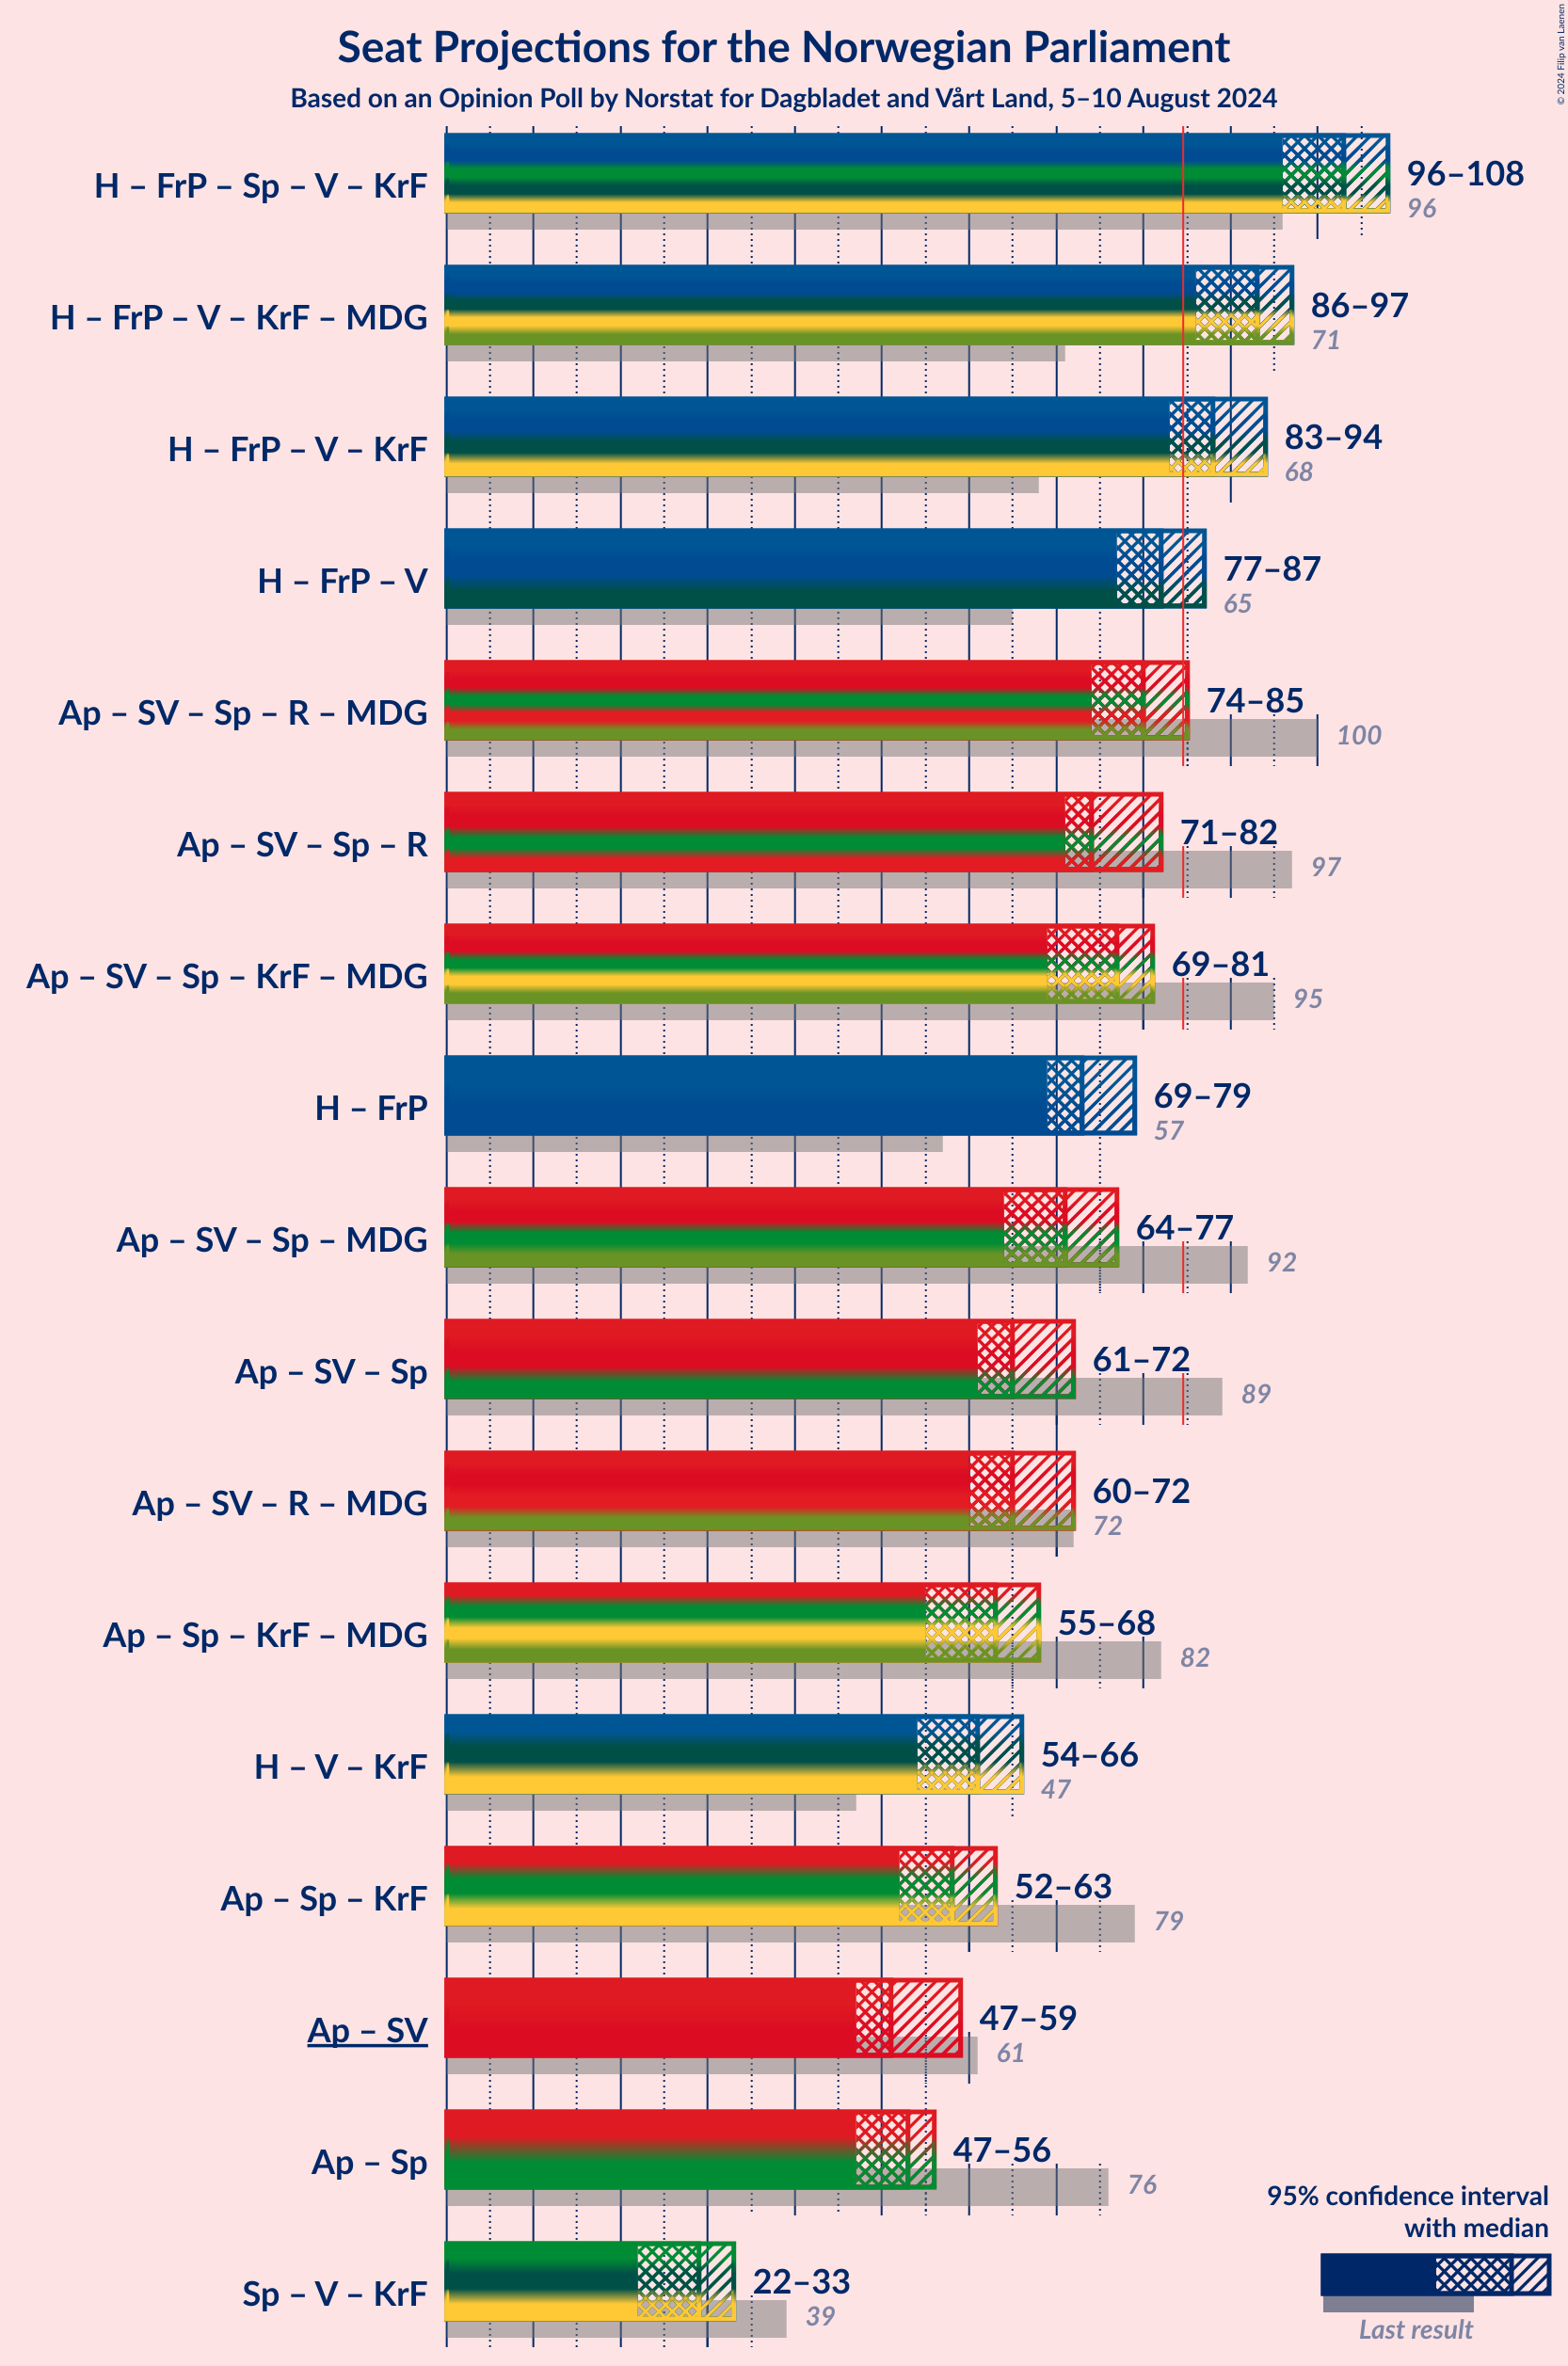 Seat Projections for the Norwegian Parliament
Based on an Opinion Poll by Norstat for Dagbladet and Vårt Land, 5–10 August 2024
© 2024 Filip van Laenen
H – FrP – Sp – V – KrF
96–108
96
H – FrP – V – KrF – MDG
86–97
71
H – FrP – V – KrF
83–94
68
H – FrP – V
77–87
65
Ap – SV – Sp – R – MDG
74–85
100
Ap – SV – Sp – R
71–82
97
Ap – SV – Sp – KrF – MDG
69–81
95
H – FrP
69–79
57
Ap – SV – Sp – MDG
64–77
92
Ap – SV – Sp
61–72
89
Ap – SV – R – MDG
60–72
72
Ap – Sp – KrF – MDG
55–68
82
H – V – KrF
54–66
47
Ap – Sp – KrF
52–63
79
Ap – SV
47–59
61
Ap – Sp
47–56
76
Sp – V – KrF
22–33
39
95% confidence interval
with median
Last result